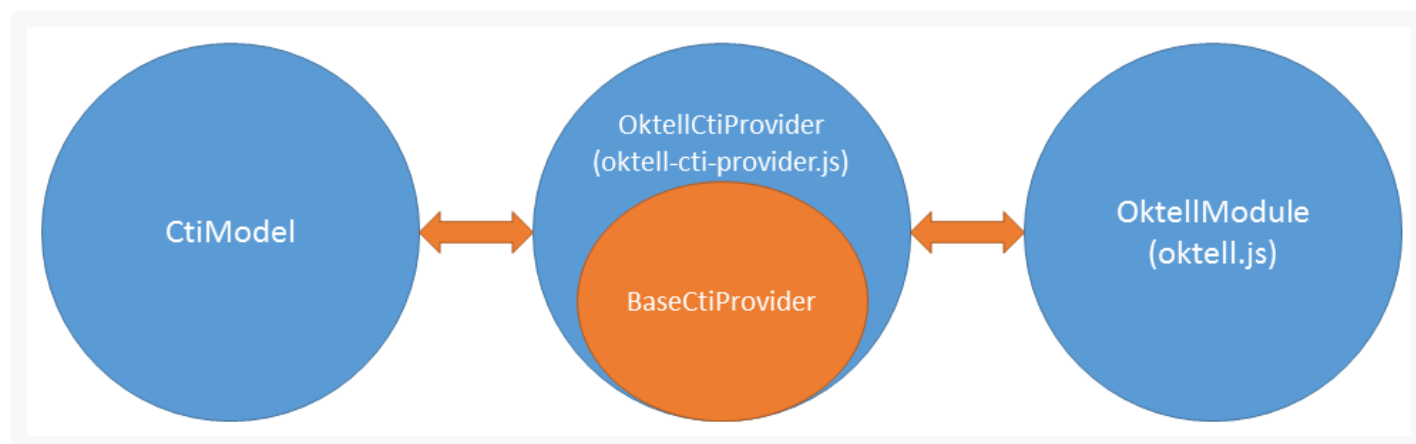 CtiModel
OktellCtiProvider
(oktell-cti-provider.js)
BaseCtiProvider
OktellModule
(oktell.js)